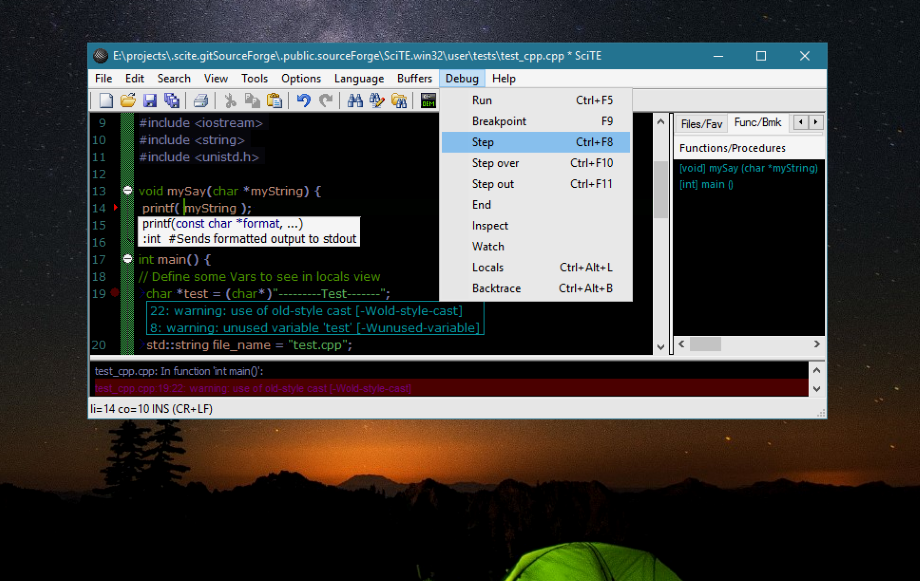 E:\projects\.scite.gitSourceForge\.public.sourceForge\SciTE.win32\user\tests\test_cpp.cpp * SciTE
File Edit Search View Tools Options Language Buffers Debug Help
Run Ctrl+F5
Breakpoint F9
Step Ctrl+F8
Step over Ctrl+F10
Step out Ctrl+F11
End
Inspect
Watch
Locals Ctrl+Alt+L
Backtrace Ctrl+Alt+B
9 #include <iostream>
10 #include <string>
11 #include <unistd.h>
12
13 void mySay(char *myString) {
14 printf( myString );
15 printf(const char *format, ...)
16 :int #Sends formatted output to stdout
17 int main() {
18 // Define some Vars to see in locals view
19 char *test = (char*)"---------Test-------";
22: warning: use of old-style cast [-Wold-style-cast]
8: warning: unused variable 'test' [-Wunused-variable]
20 std::string file_name = "test.cpp";
Files/Fav Func/Bmk
Functions/Procedures
[void] mySay (char *myString)
[int] main ()
test_cpp.cpp: In function 'int main()':
test_cpp.cpp:19:22: warning: use of old-style cast [-Wold-style-cast]
li=14 co=10 INS (CR+LF)